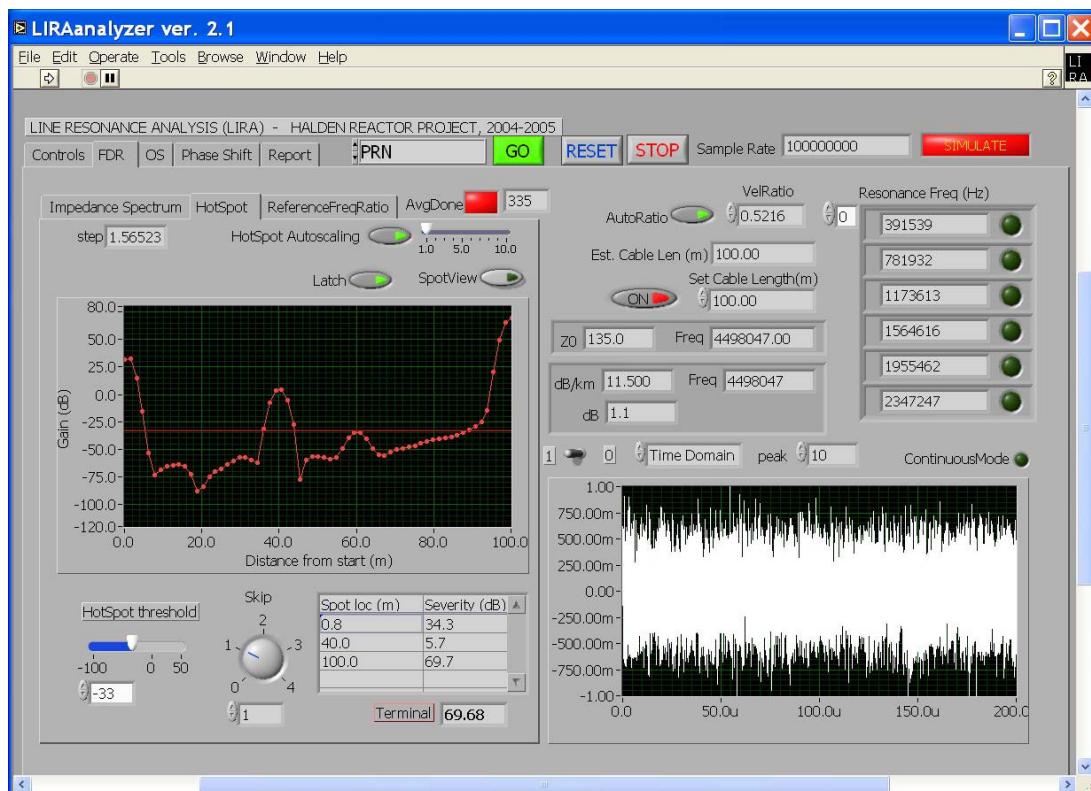 LIRAanalyzer ver. 2.1
File Edit Operate Tools Browse Window Help
LI
RA
LINE RESONANCE ANALYSIS (LIRA) - HALDEN REACTOR PROJECT, 2004-2005
Controls FDR OS Phase Shift Report PRN GO RESET STOP Sample Rate 100000000 SIMULATE
Impedance Spectrum HotSpot ReferenceFreqRatio AvgDone 335
step 1.56523 HotSpot Autoscaling 1.0 5.0 10.0
Latch SpotView
80.0
50.0
25.0
0.0
-25.0
-50.0
-75.0
-100.0
-120.0
Gain (dB)
0.0 20.0 40.0 60.0 80.0 100.0
Distance from start (m)
HotSpot threshold
-100 0 50
-33
Skip
0 1 2 3 4
1
Spot loc (m) Severity (dB)
0.8 34.3
40.0 5.7
100.0 69.7
Terminal 69.68
VelRatio
AutoRatio 0.5216 0
Est. Cable Len (m) 100.00
Set Cable Length(m)
ON 100.00
Z0 135.0 Freq 4498047.00
dB/km 11.500 Freq 4498047
dB 1.1
Resonance Freq (Hz)
391539
781932
1173613
1564616
1955462
2347247
1 0 Time Domain peak 10 ContinuousMode
1.00
750.00m
500.00m
250.00m
0.00
-250.00m
-500.00m
-750.00m
-1.00
0.0 50.0u 100.0u 150.0u 200.0